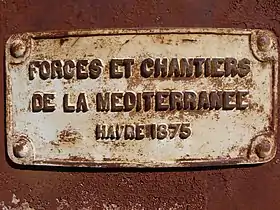 FORGES ET CHANTIERS
DE LA MEDITERRANEE
HAVRE 1875